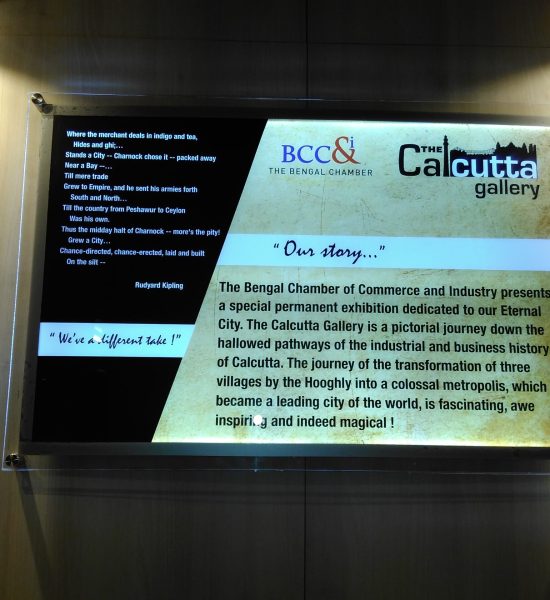 Where the merchant deals in indigo and tea,
Hides and ghi;...
Stands a City -- Charnock chose it -- packed away
Near a Bay --...
Till mere trade
Grew to Empire, and he sent his armies forth
South and North...
Till the country from Peshawur to Ceylon
Was his own.
Thus the midday halt of Charnock -- more's the pity!
Grew a City...
Chance-directed, chance-erected, laid and built
On the silt --
Rudyard Kipling
"We've a different take !"
BCC&i
THE BENGAL CHAMBER
THE
Calcutta
gallery
"Our story..."
The Bengal Chamber of Commerce and Industry presents
a special permanent exhibition dedicated to our Eternal
City. The Calcutta Gallery is a pictorial journey down the
hallowed pathways of the industrial and business history
of Calcutta. The journey of the transformation of three
villages by the Hooghly into a colossal metropolis, which
became a leading city of the world, is fascinating, awe
inspiring and indeed magical !